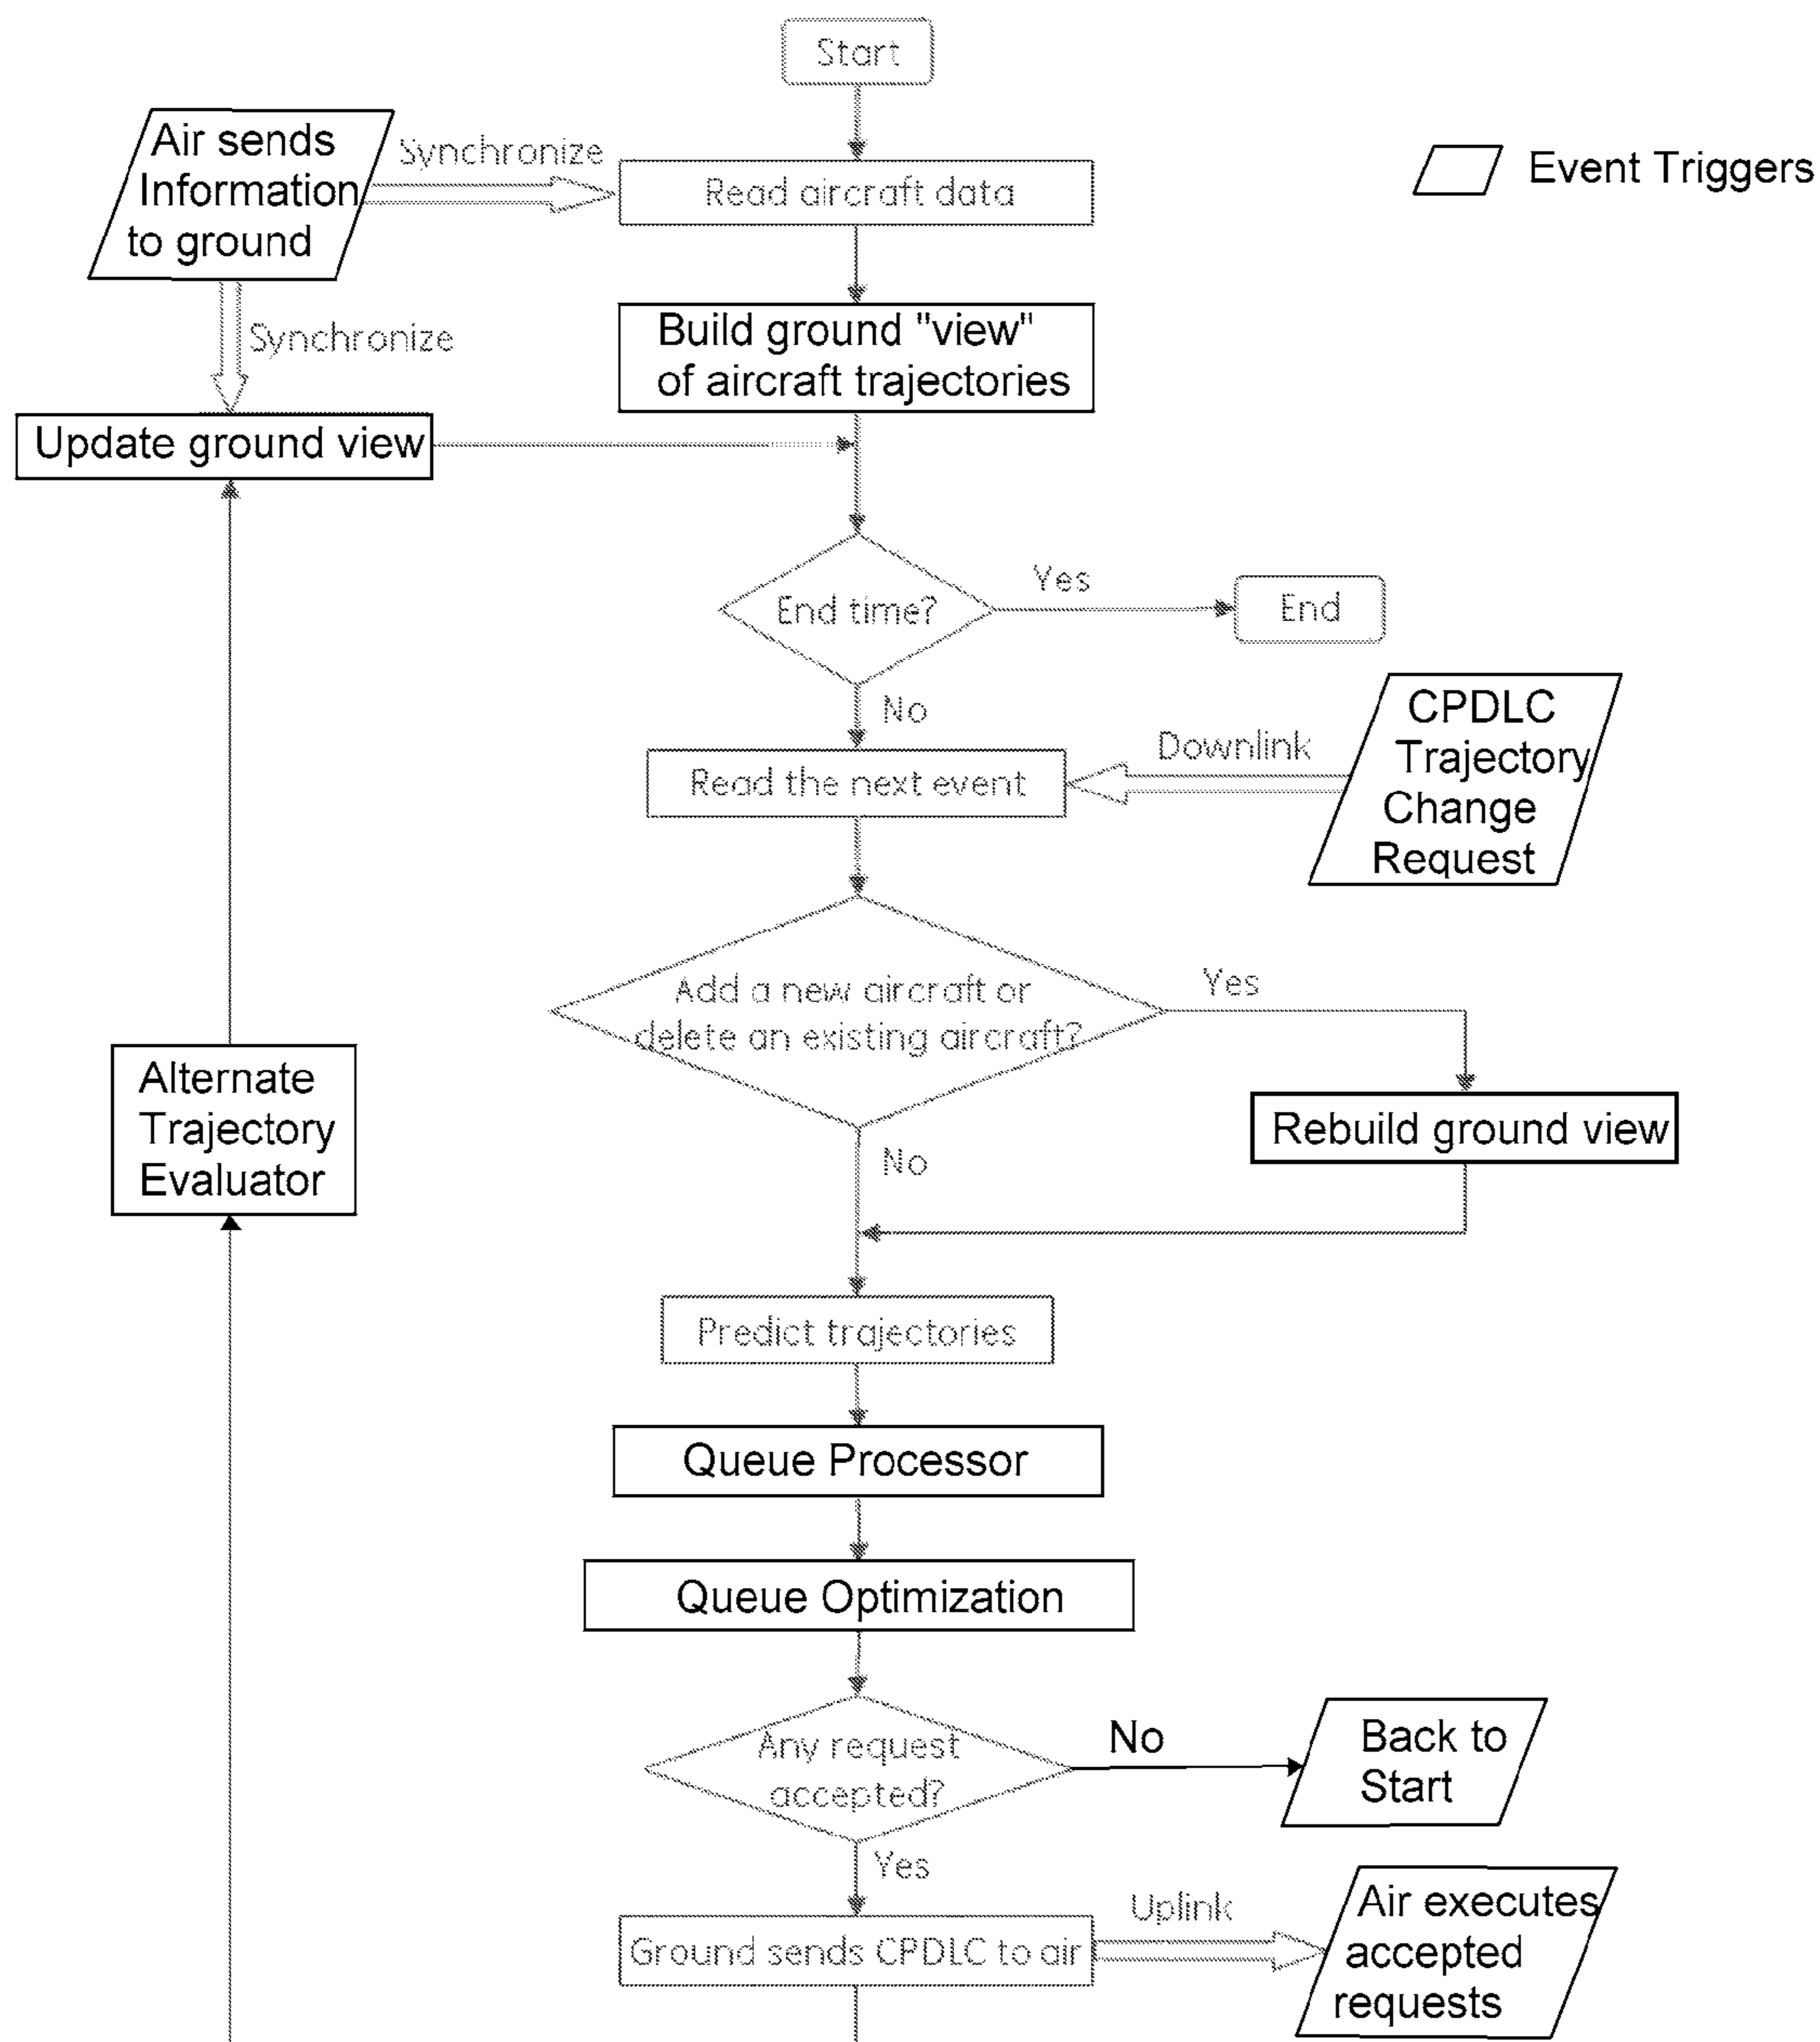 Start
Air sends
Information
to ground
Synchronize
Read aircraft data
Event Triggers
Synchronize
Build ground "view"
of aircraft trajectories
Update ground view
End time?
Yes
End
No
CPDLC
Trajectory
Change
Request
Downlink
Read the next event
Add a new aircraft or
delete an existing aircraft?
Yes
Alternate
Trajectory
Evaluator
Rebuild ground view
No
Predict trajectories
Queue Processor
Queue Optimization
Any request
accepted?
No
Back to
Start
Yes
Ground sends CPDLC to air
Uplink
Air executes
accepted
requests